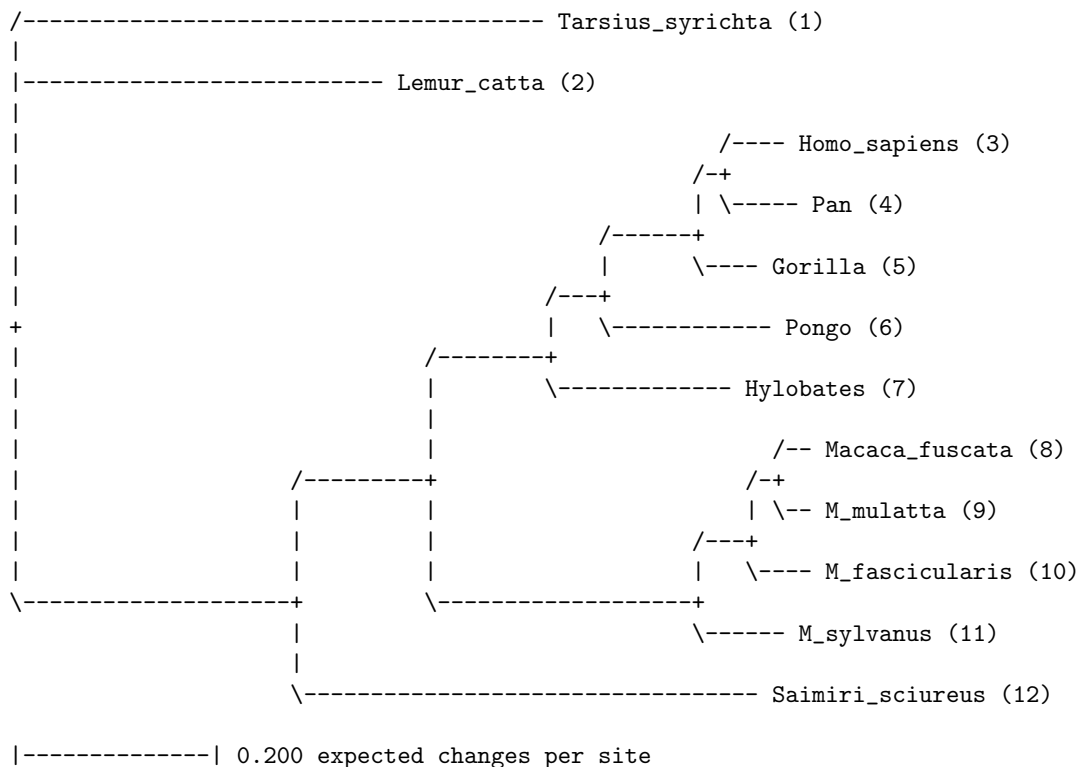 Tarsius_syrichta (1)
Lemur_catta (2)
Homo_sapiens (3)
Pan (4)
Gorilla (5)
Pongo (6)
Hylobates (7)
Macaca_fuscata (8)
M_mulatta (9)
M_fascicularis (10)
M_sylvanus (11)
Saimiri_sciureus (12)
0.200 expected changes per site